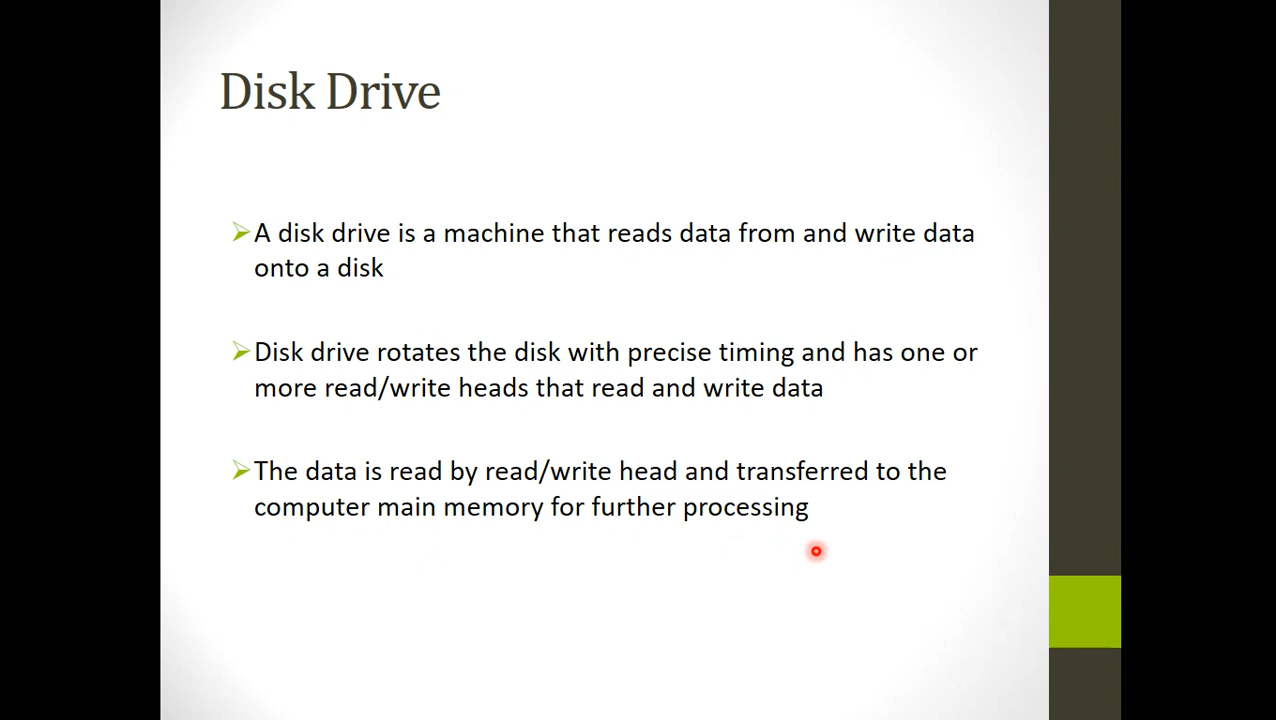 Disk Drive
A disk drive is a machine that reads data from and write data
onto a disk
Disk drive rotates the disk with precise timing and has one or
more read/write heads that read and write data
The data is read by read/write head and transferred to the
computer main memory for further processing